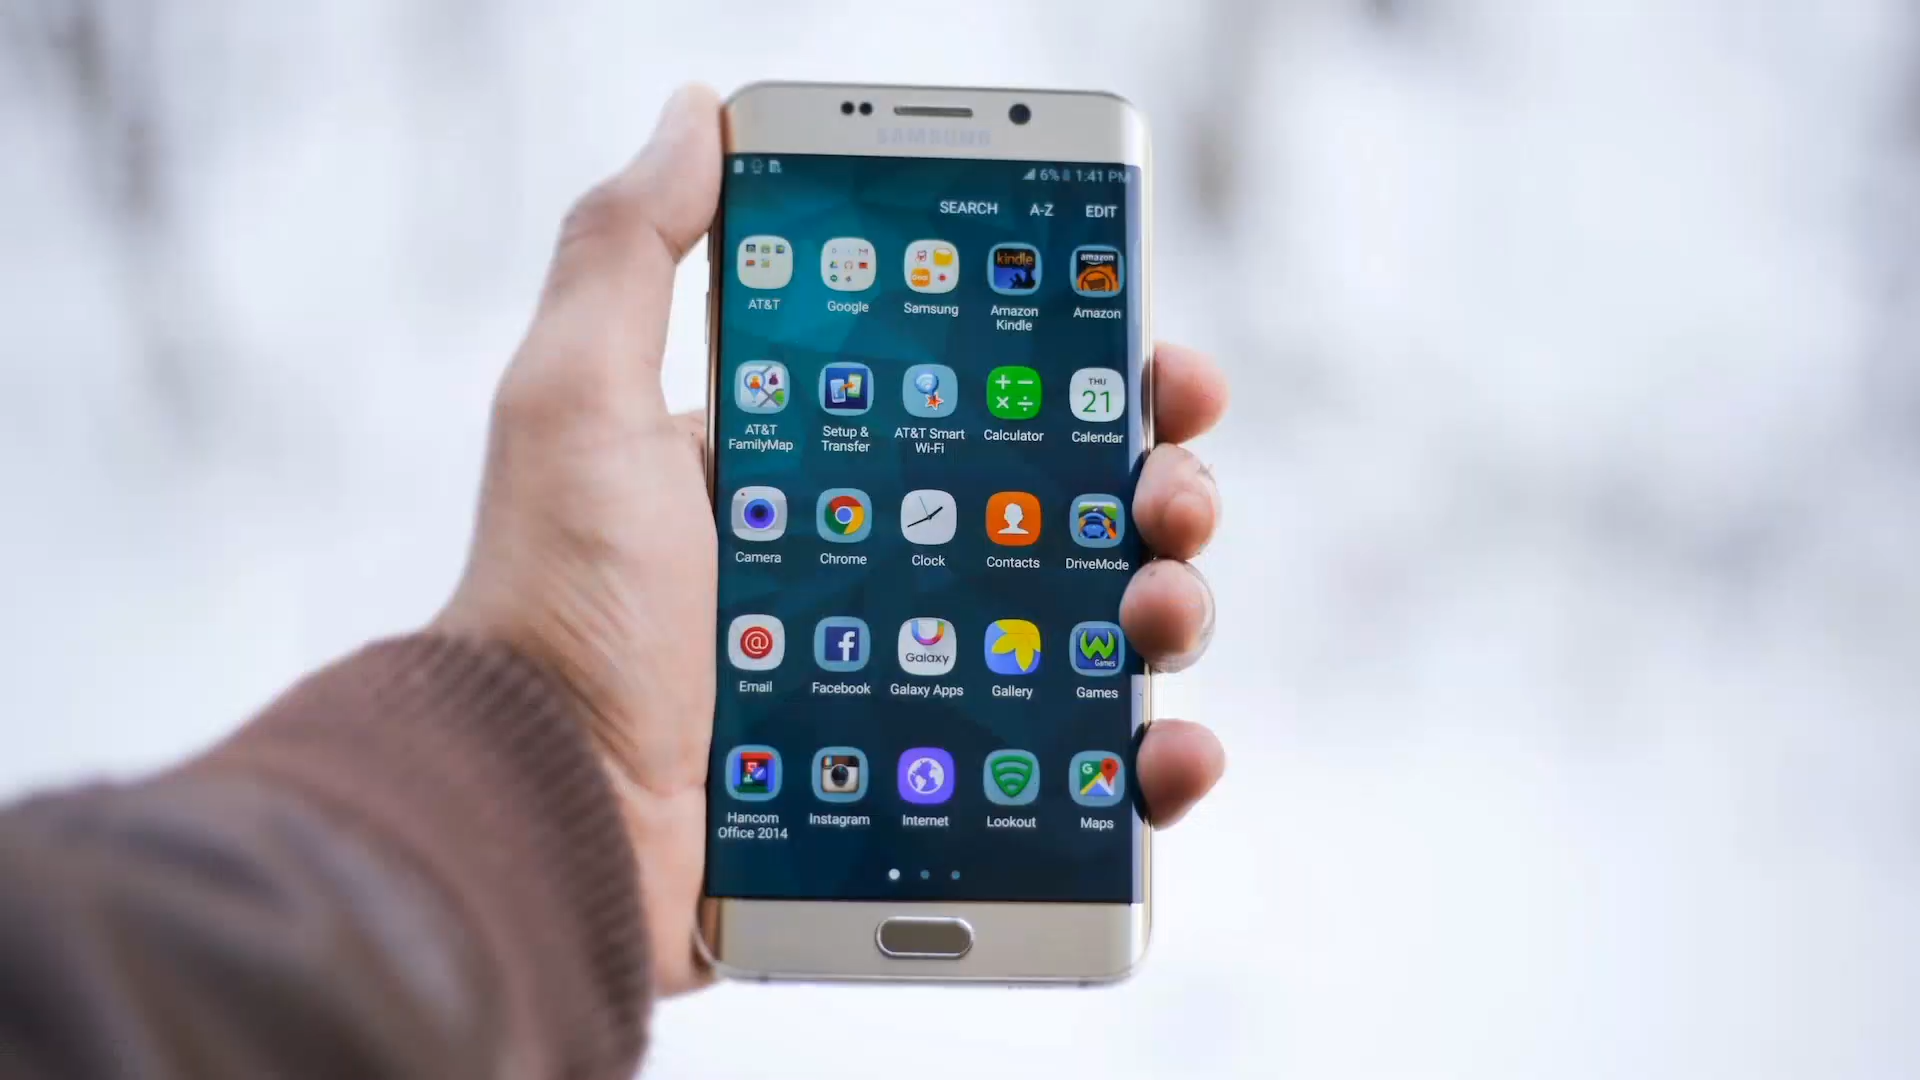 SAMSUNG
6% 1:41 PM
SEARCH A-Z EDIT
AT&T Google Samsung Amazon Kindle kindle amazon Amazon
AT&T FamilyMap Setup & Transfer AT&T Smart Wi-Fi Calculator THU 21 Calendar
Camera Chrome Clock Contacts DriveMode
Email Facebook Galaxy Galaxy Apps Gallery Games Games
Hancom Office 2014 Instagram Internet Lookout G Maps